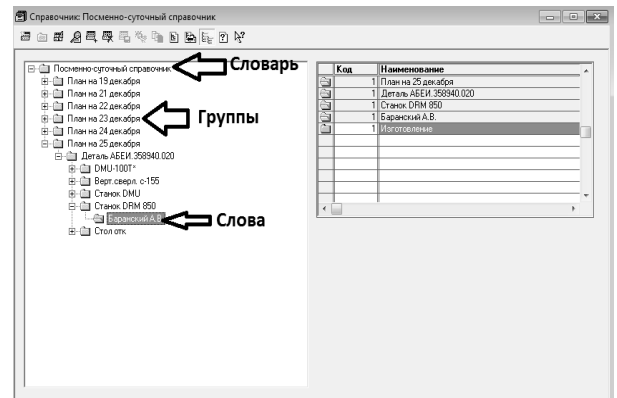 Справочник: Посменно-суточный справочник
Посменно-суточный справочник
Словарь
План на 19 декабря
План на 21 декабря
План на 22 декабря
План на 23 декабря
Группы
План на 24 декабря
План на 25 декабря
Деталь АБЕИ.358940.020
DMU-100T*
Верт.сверл. с-155
Станок DMU
Станок DRM 850
Баранский А.В.
Слова
Стол отк
Код Наименование
1 План на 25 декабря
1 Деталь АБЕИ.358940.020
1 Станок DRM 850
1 Баранский А.В.
1 Изготовление